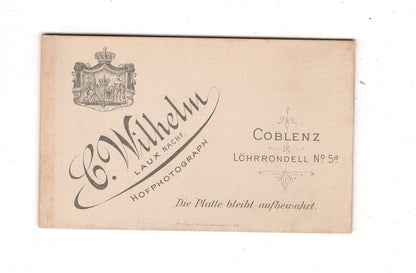 C. Wilhelm
LAUX NACHF.
HOFPHOTOGRAPH
COBLENZ
LÖHRRONDELL No 5a
Die Platte bleibt aufbewahrt.